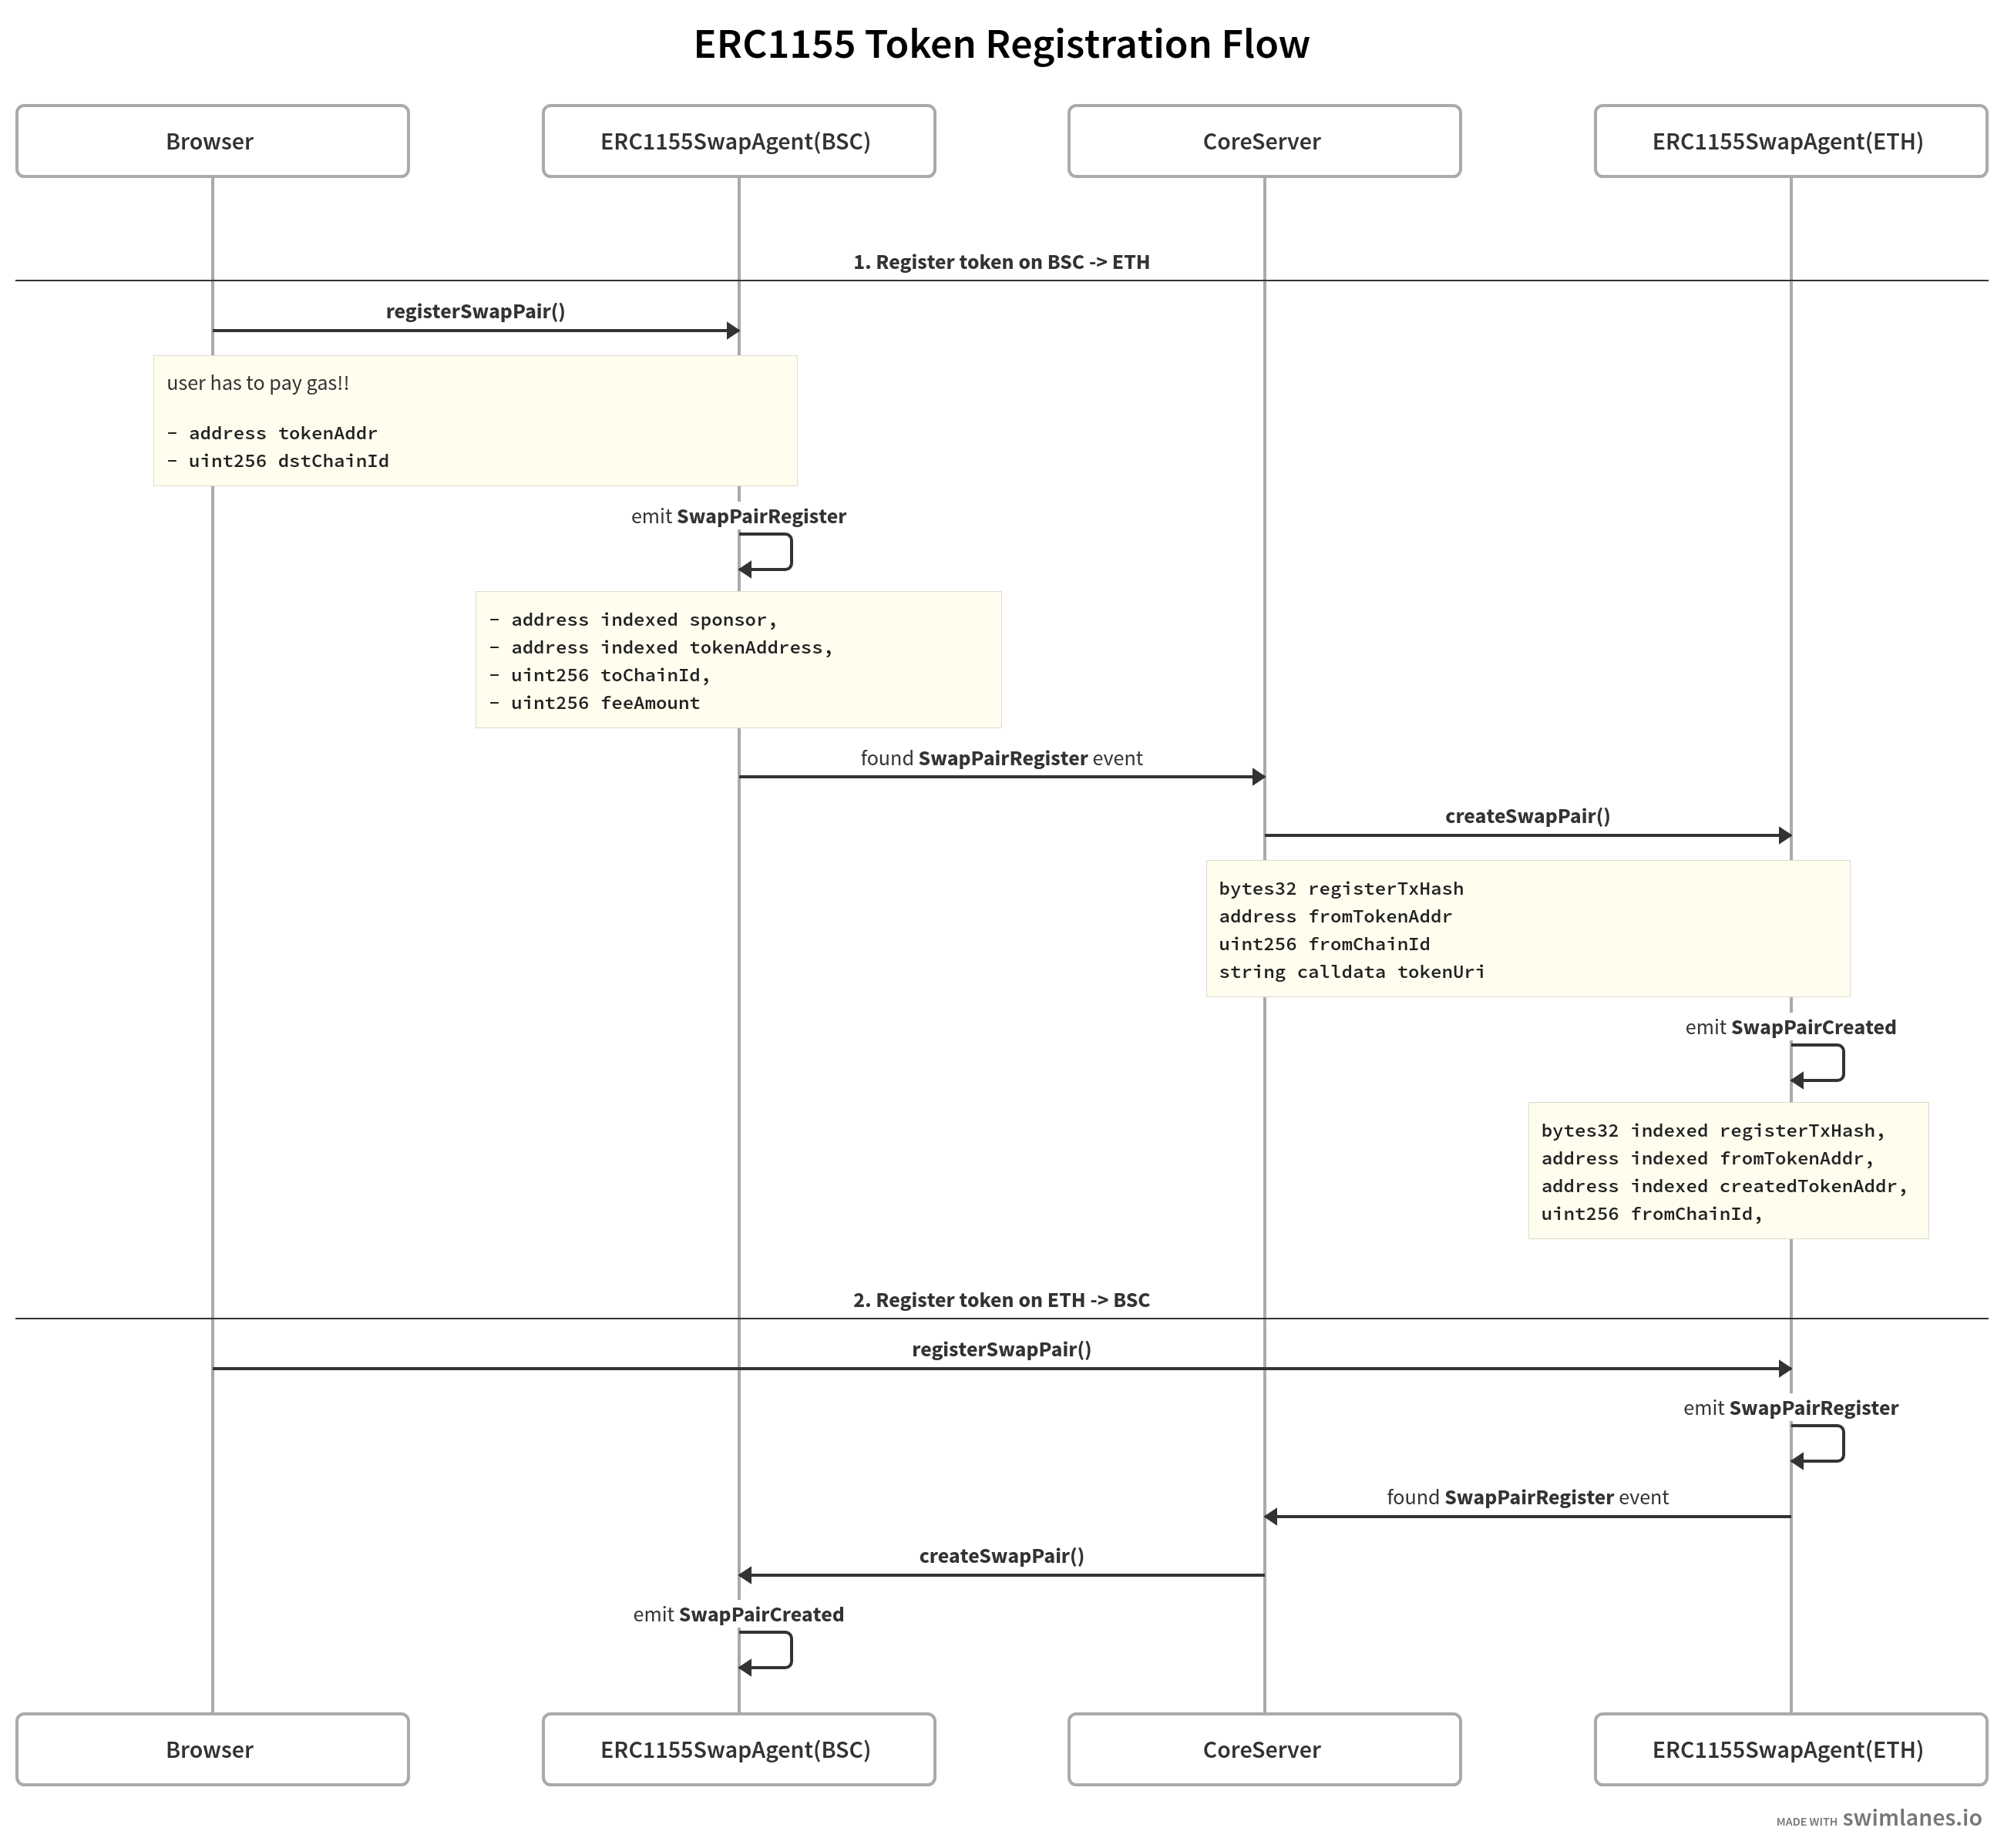 ERC1155 Token Registration Flow
Browser
ERC1155SwapAgent(BSC)
CoreServer
ERC1155SwapAgent(ETH)
1. Register token on BSC -> ETH
registerSwapPair()
user has to pay gas!!
- address tokenAddr
- uint256 dstChainId
emit SwapPairRegister
- address indexed sponsor,
- address indexed tokenAddress,
- uint256 toChainId,
- uint256 feeAmount
found SwapPairRegister event
createSwapPair()
bytes32 registerTxHash
address fromTokenAddr
uint256 fromChainId
string calldata tokenUri
emit SwapPairCreated
bytes32 indexed registerTxHash,
address indexed fromTokenAddr,
address indexed createdTokenAddr,
uint256 fromChainId,
2. Register token on ETH -> BSC
registerSwapPair()
emit SwapPairRegister
found SwapPairRegister event
createSwapPair()
emit SwapPairCreated
Browser
ERC1155SwapAgent(BSC)
CoreServer
ERC1155SwapAgent(ETH)
MADE WITH swimlanes.io